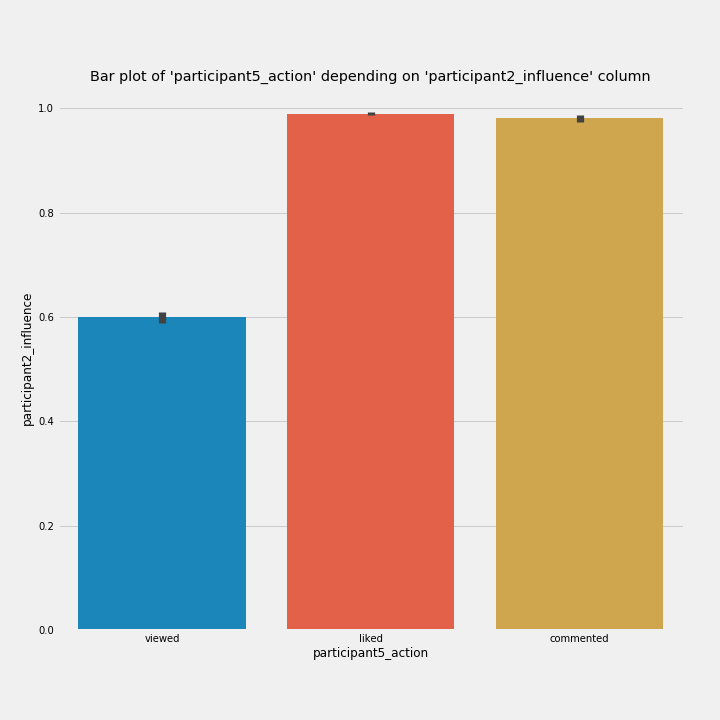 Bar plot of 'participant5_action' depending on 'participant2_influence' column
1.0
0.8
0.6
0.4
0.2
0.0
participant2_influence
viewed
liked
commented
participant5_action